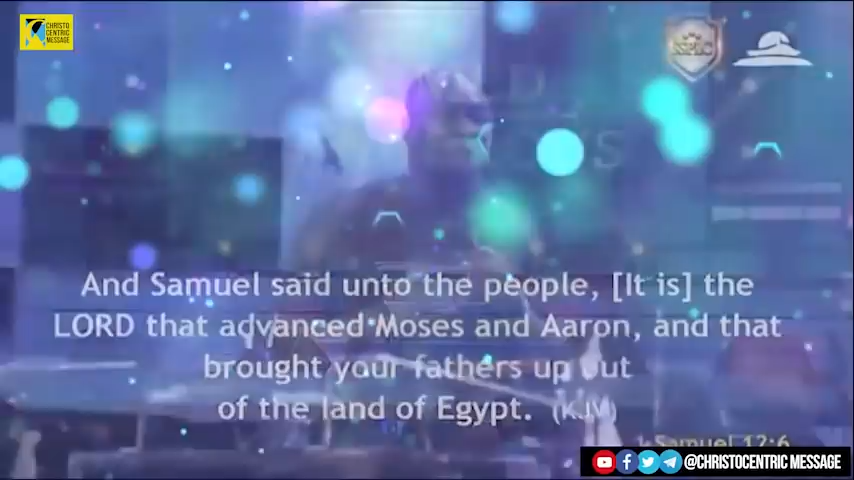 CHRISTO
CENTRIC
MESSAGE
And Samuel said unto the people, [It is] the
LORD that advanced Moses and Aaron, and that
brought your fathers up out
of the land of Egypt. (KJV)
Samuel 12:6
@CHRISTOCENTRIC MESSAGE